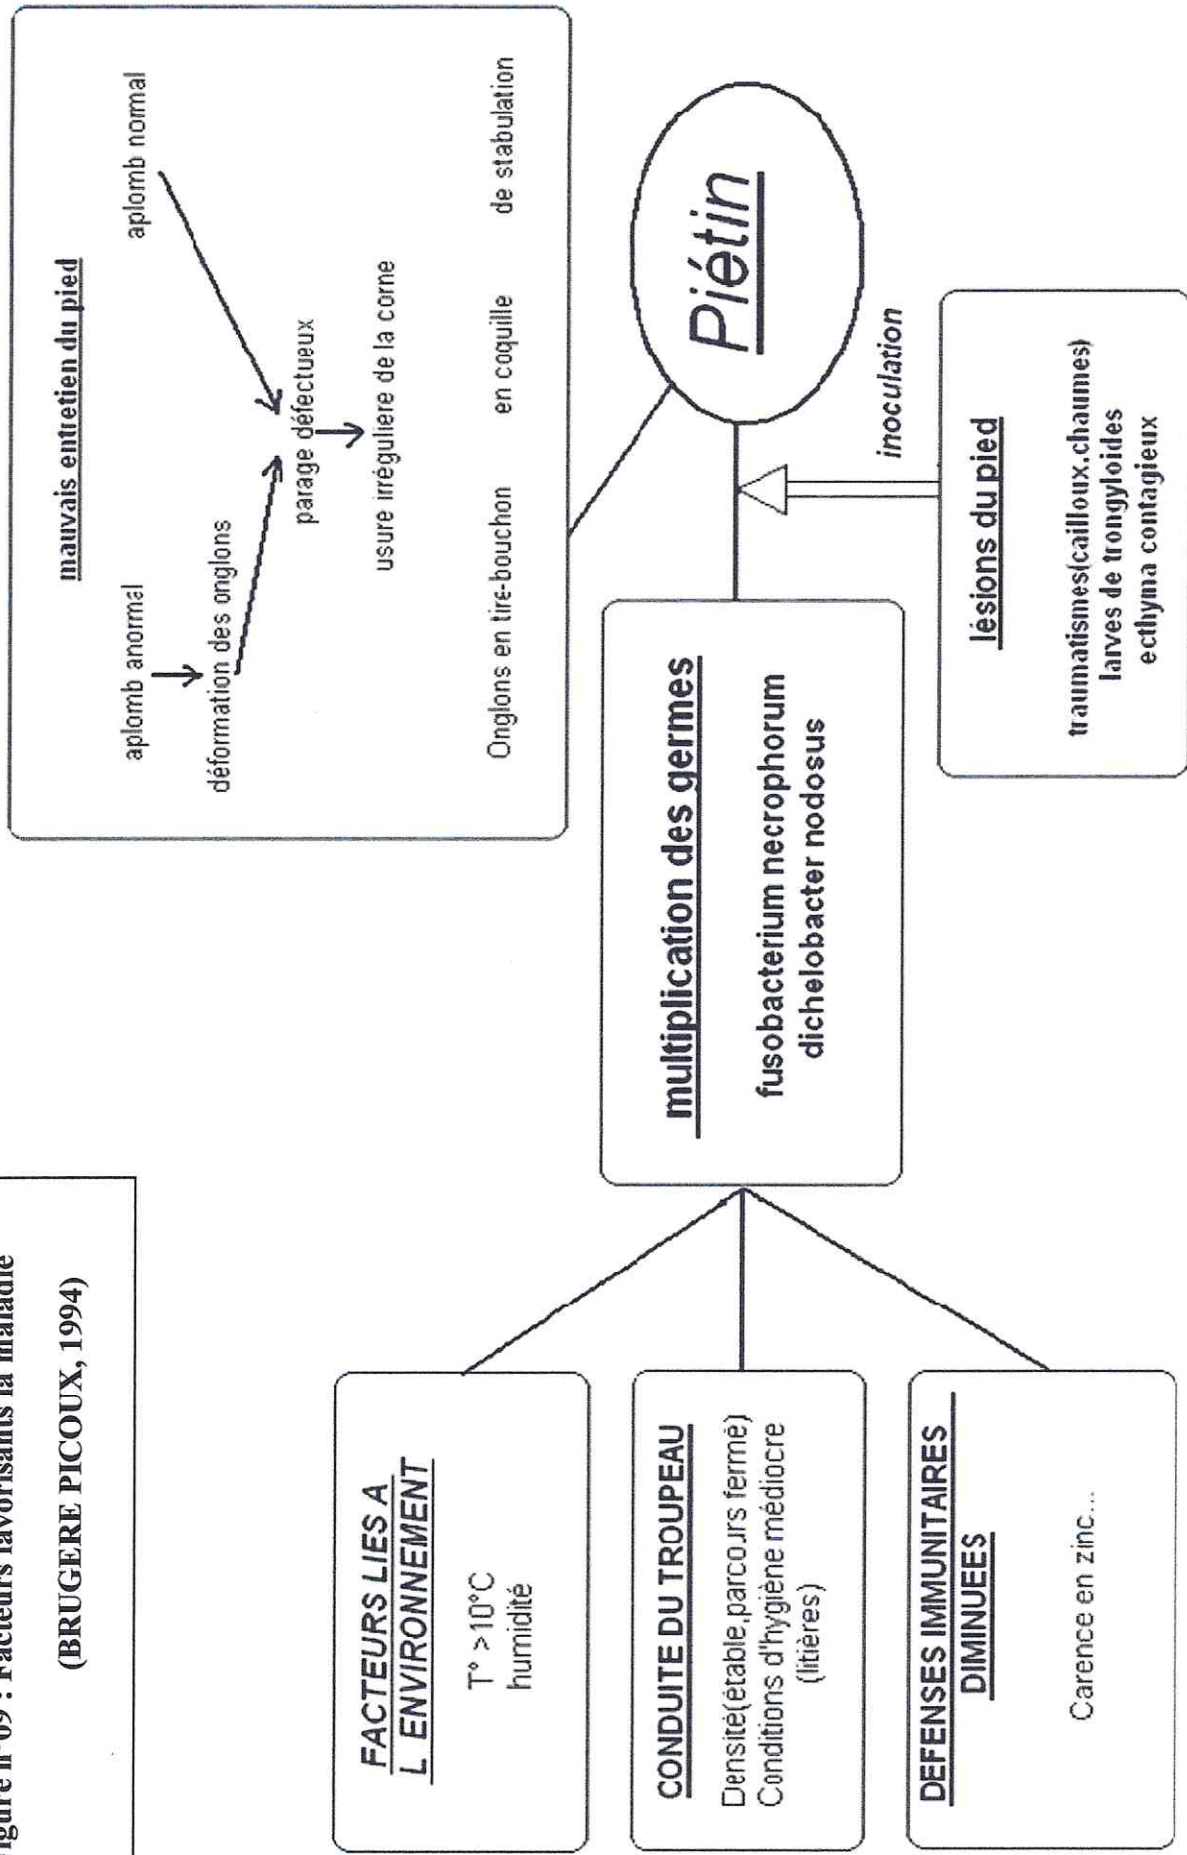 Figure n°09 : Facteurs favorisants la maladie
(BRUGERE PICOUX, 1994)
mauvais entretien du pied
aplomb anormal
aplomb normal
déformation des onglons
parage défectueux
usure irrégulière de la corne
Onglons en tire-bouchon
en coquille
de stabulation
FACTEURS LIES A
L ENVIRONNEMENT
T° >10°C
humidité
CONDUITE DU TROUPEAU
Densité(étable,parcours fermé)
Conditions d'hygiène médiocre
(litières)
DEFENSES IMMUNITAIRES
DIMINUEES
Carence en zinc...
multiplication des germes
fusobacterium necrophorum
dichelobacter nodosus
Piétin
inoculation
lésions du pied
traumatismes(cailloux.chaumes)
larves de trongyloides
ecthyma contagieux